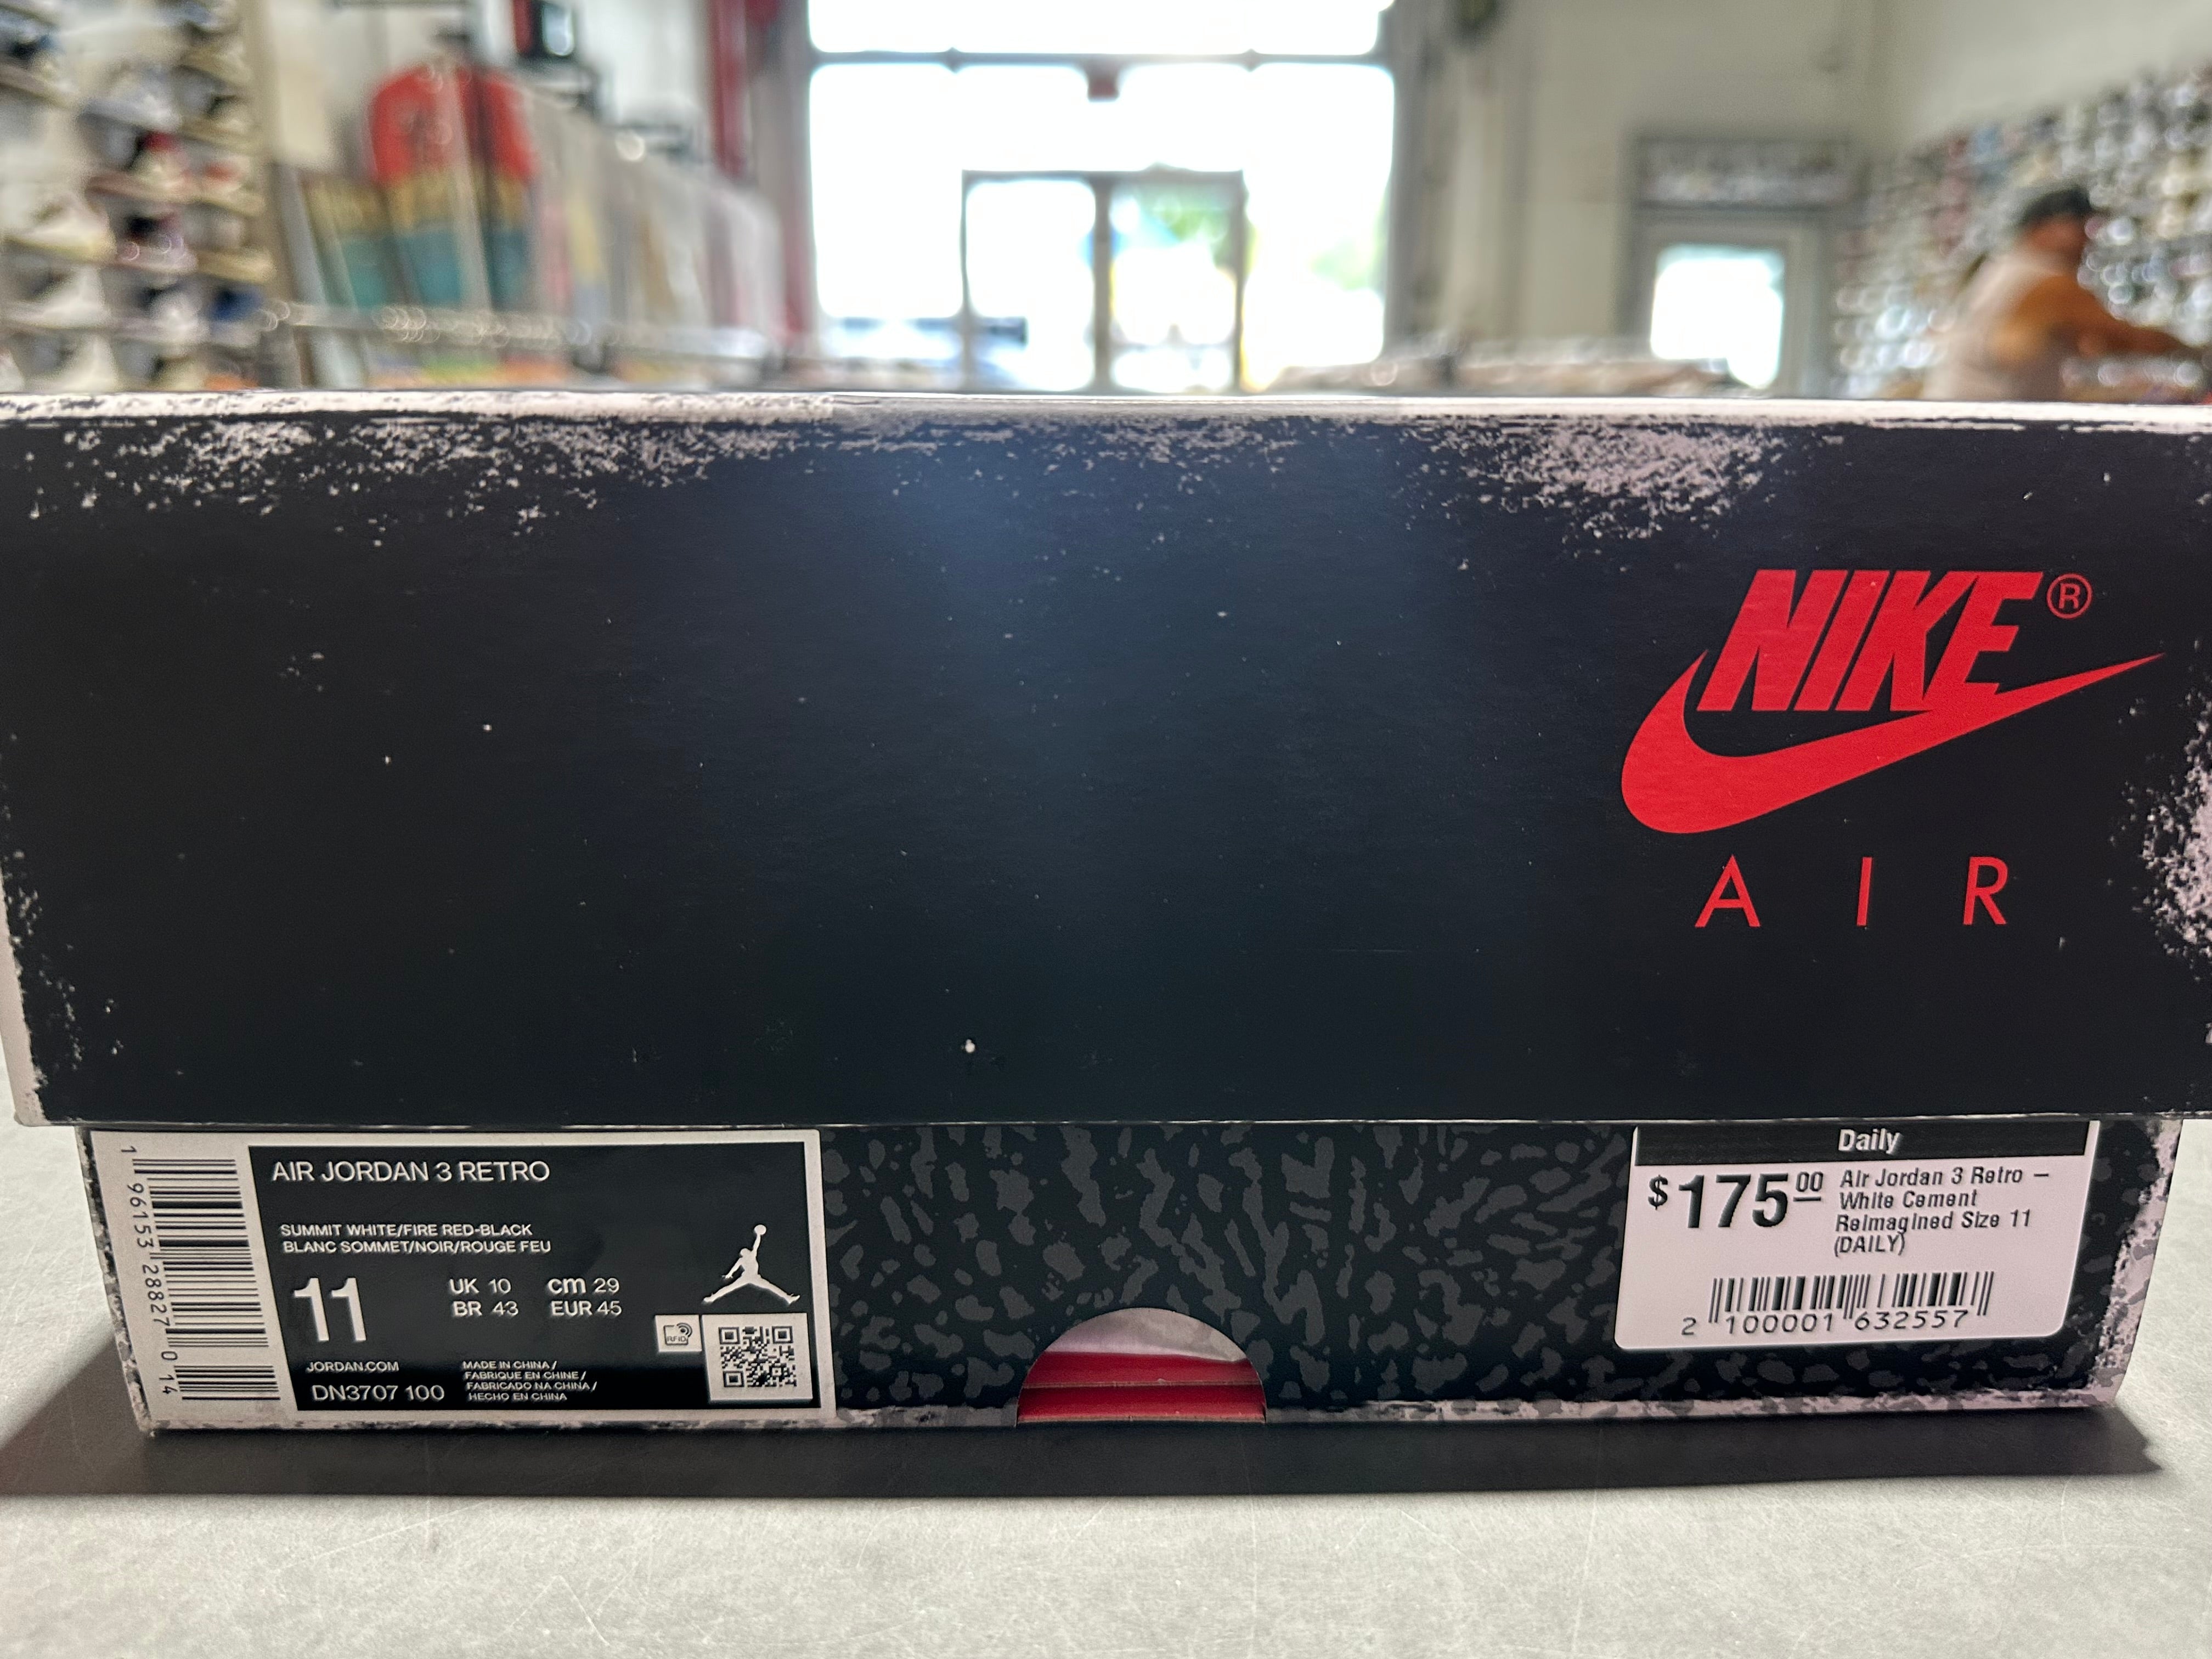 NIKE®
AIR
AIR JORDAN 3 RETRO
SUMMIT WHITE/FIRE RED-BLACK
BLANC SOMMET/NOIR/ROUGE FEU
11
UK 10 cm 29
BR 43 EUR 45
RFID
JORDAN.COM
DN3707 100
MADE IN CHINA /
FABRIQUE EN CHINE /
FABRICADO NA CHINA /
HECHO EN CHINA
1 96153 28827 0 14
Daily
$175.00
Air Jordan 3 Retro –
White Cement
Reimagined Size 11
(DAILY)
2 100001 632557